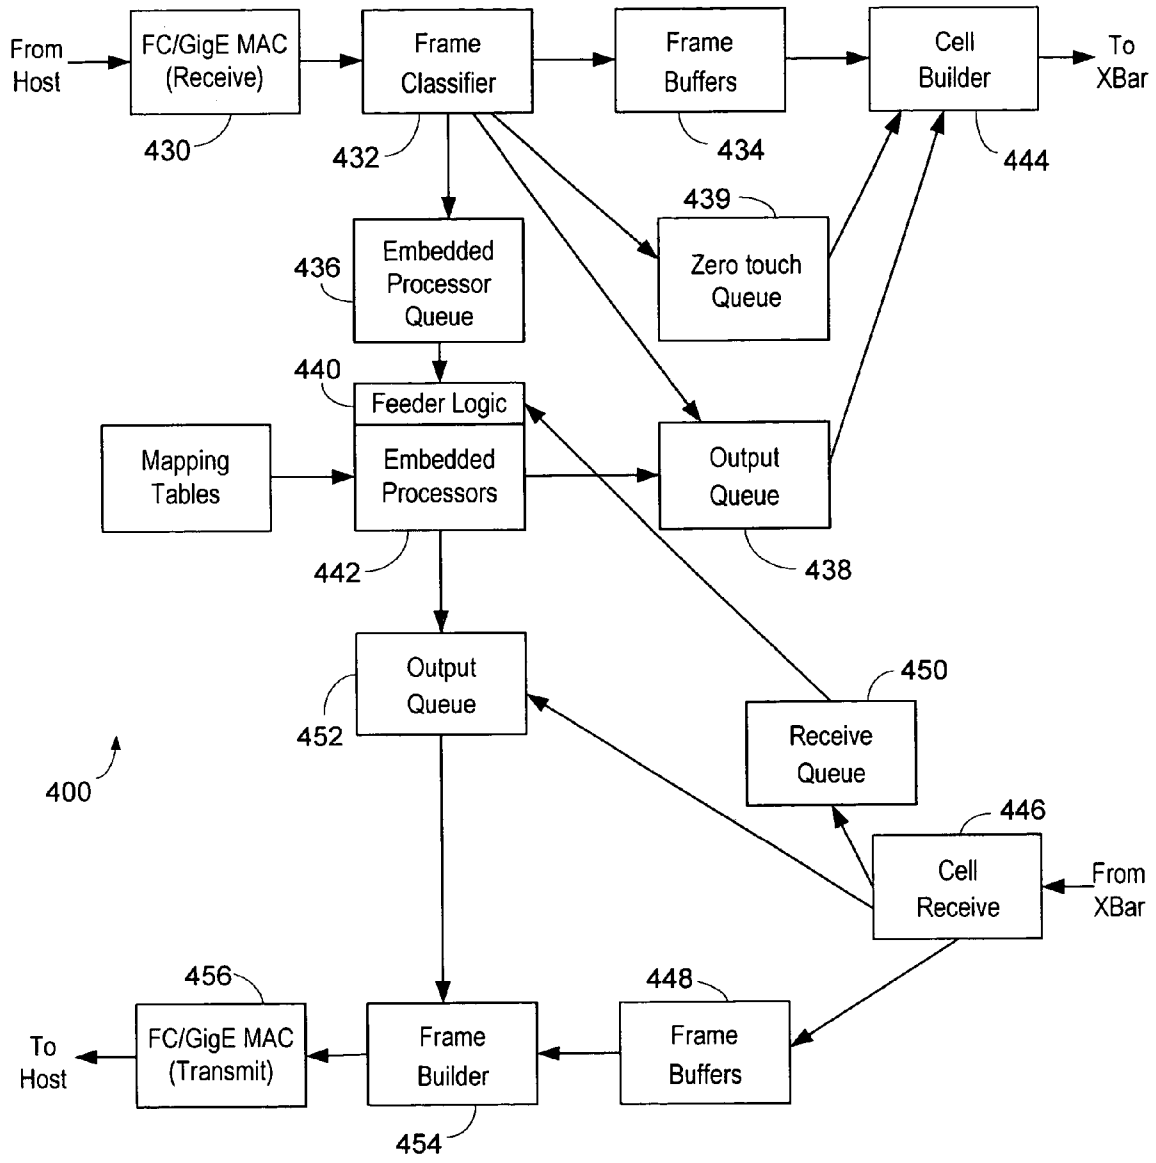 From
Host
FC/GigE MAC
(Receive)
430
Frame
Classifier
432
Frame
Buffers
434
Cell
Builder
444
To
XBar
439
Zero touch
Queue
436
Embedded
Processor
Queue
440
Feeder Logic
Mapping
Tables
Embedded
Processors
442
Output
Queue
438
Output
Queue
452
450
Receive
Queue
400
446
Cell
Receive
From
XBar
456
FC/GigE MAC
(Transmit)
To
Host
Frame
Builder
454
448
Frame
Buffers